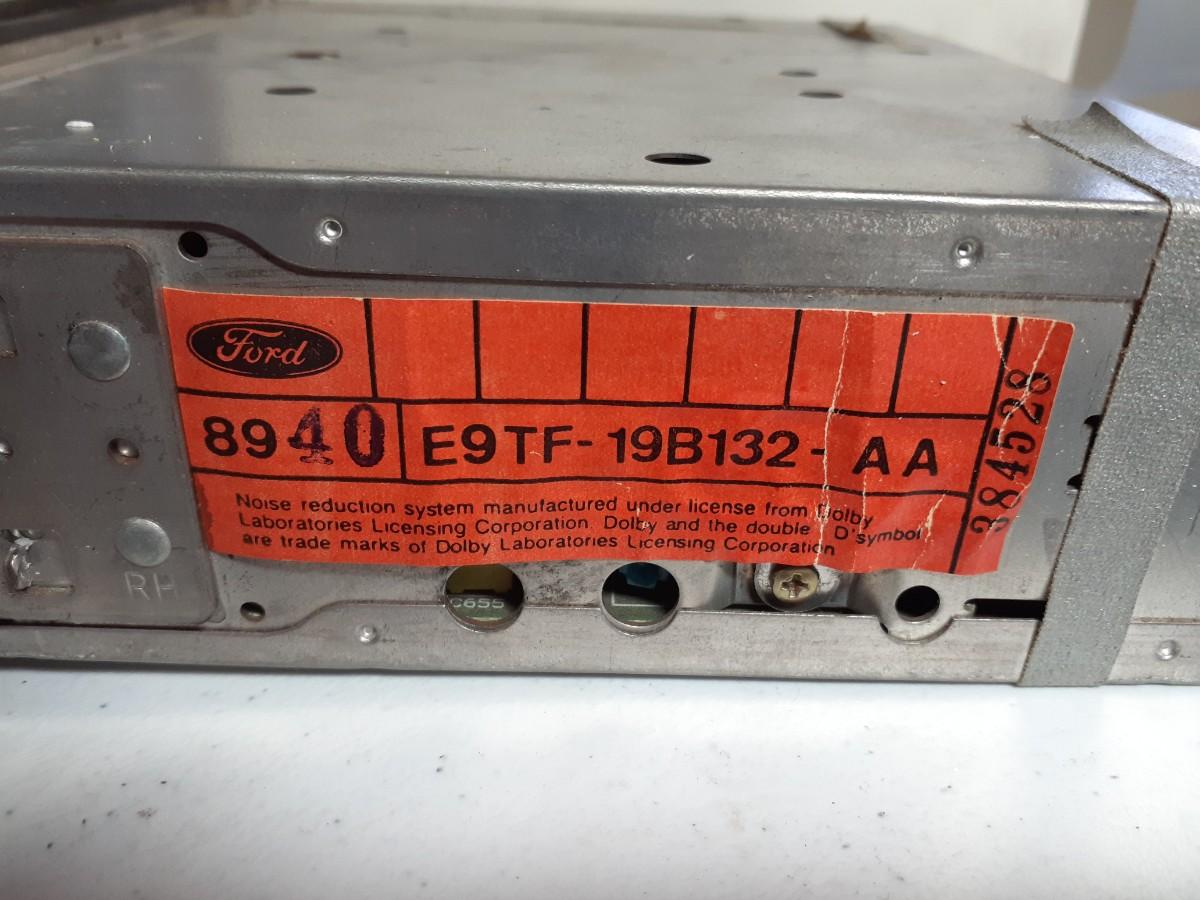 Ford
8940 E9TF-19B132-AA
384528
Noise reduction system manufactured under license from Dolby
Laboratories Licensing Corporation. Dolby and the double 'D' symbol
are trade marks of Dolby Laboratories Licensing Corporation
RH
C655